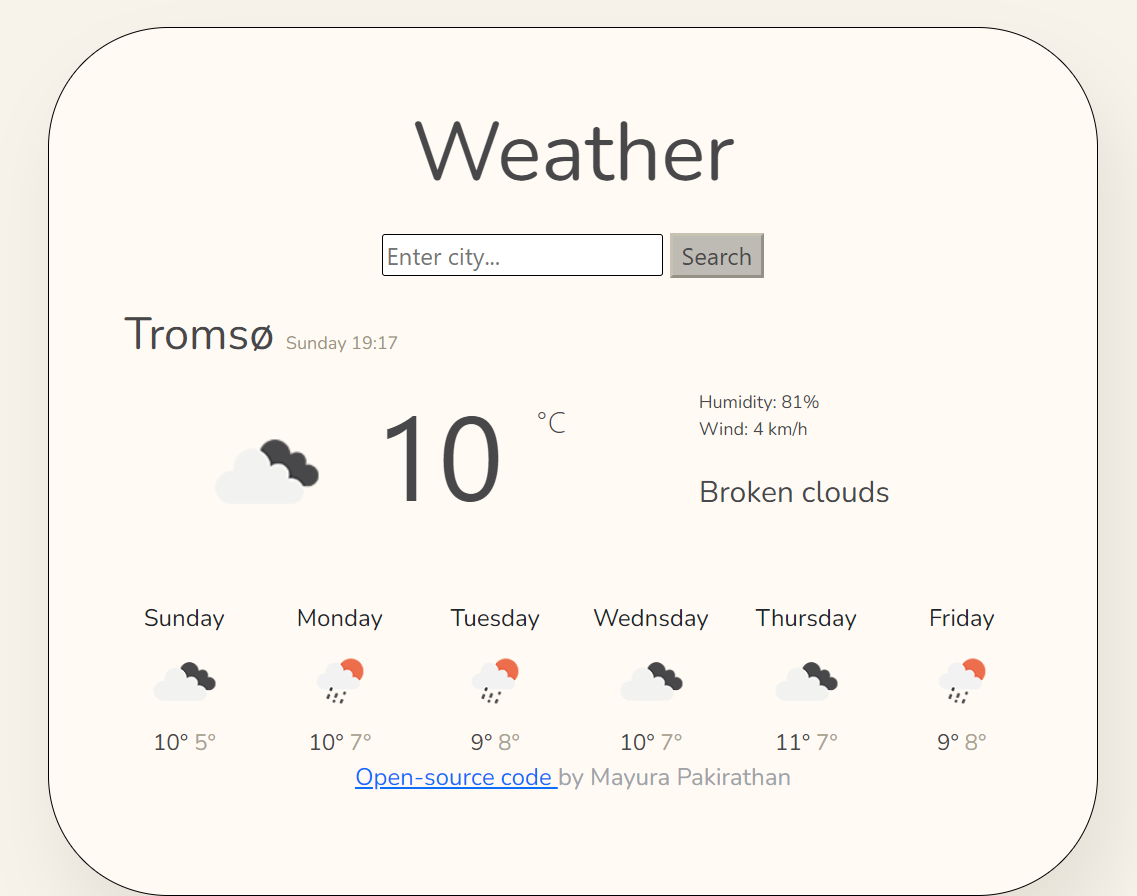 Weather
Enter city... Search
Tromsø Sunday 19:17
Humidity: 81%
Wind: 4 km/h
10 °C
Broken clouds
Sunday Monday Tuesday Wednsday Thursday Friday
10° 5° 10° 7° 9° 8° 10° 7° 11° 7° 9° 8°
Open-source code by Mayura Pakirathan